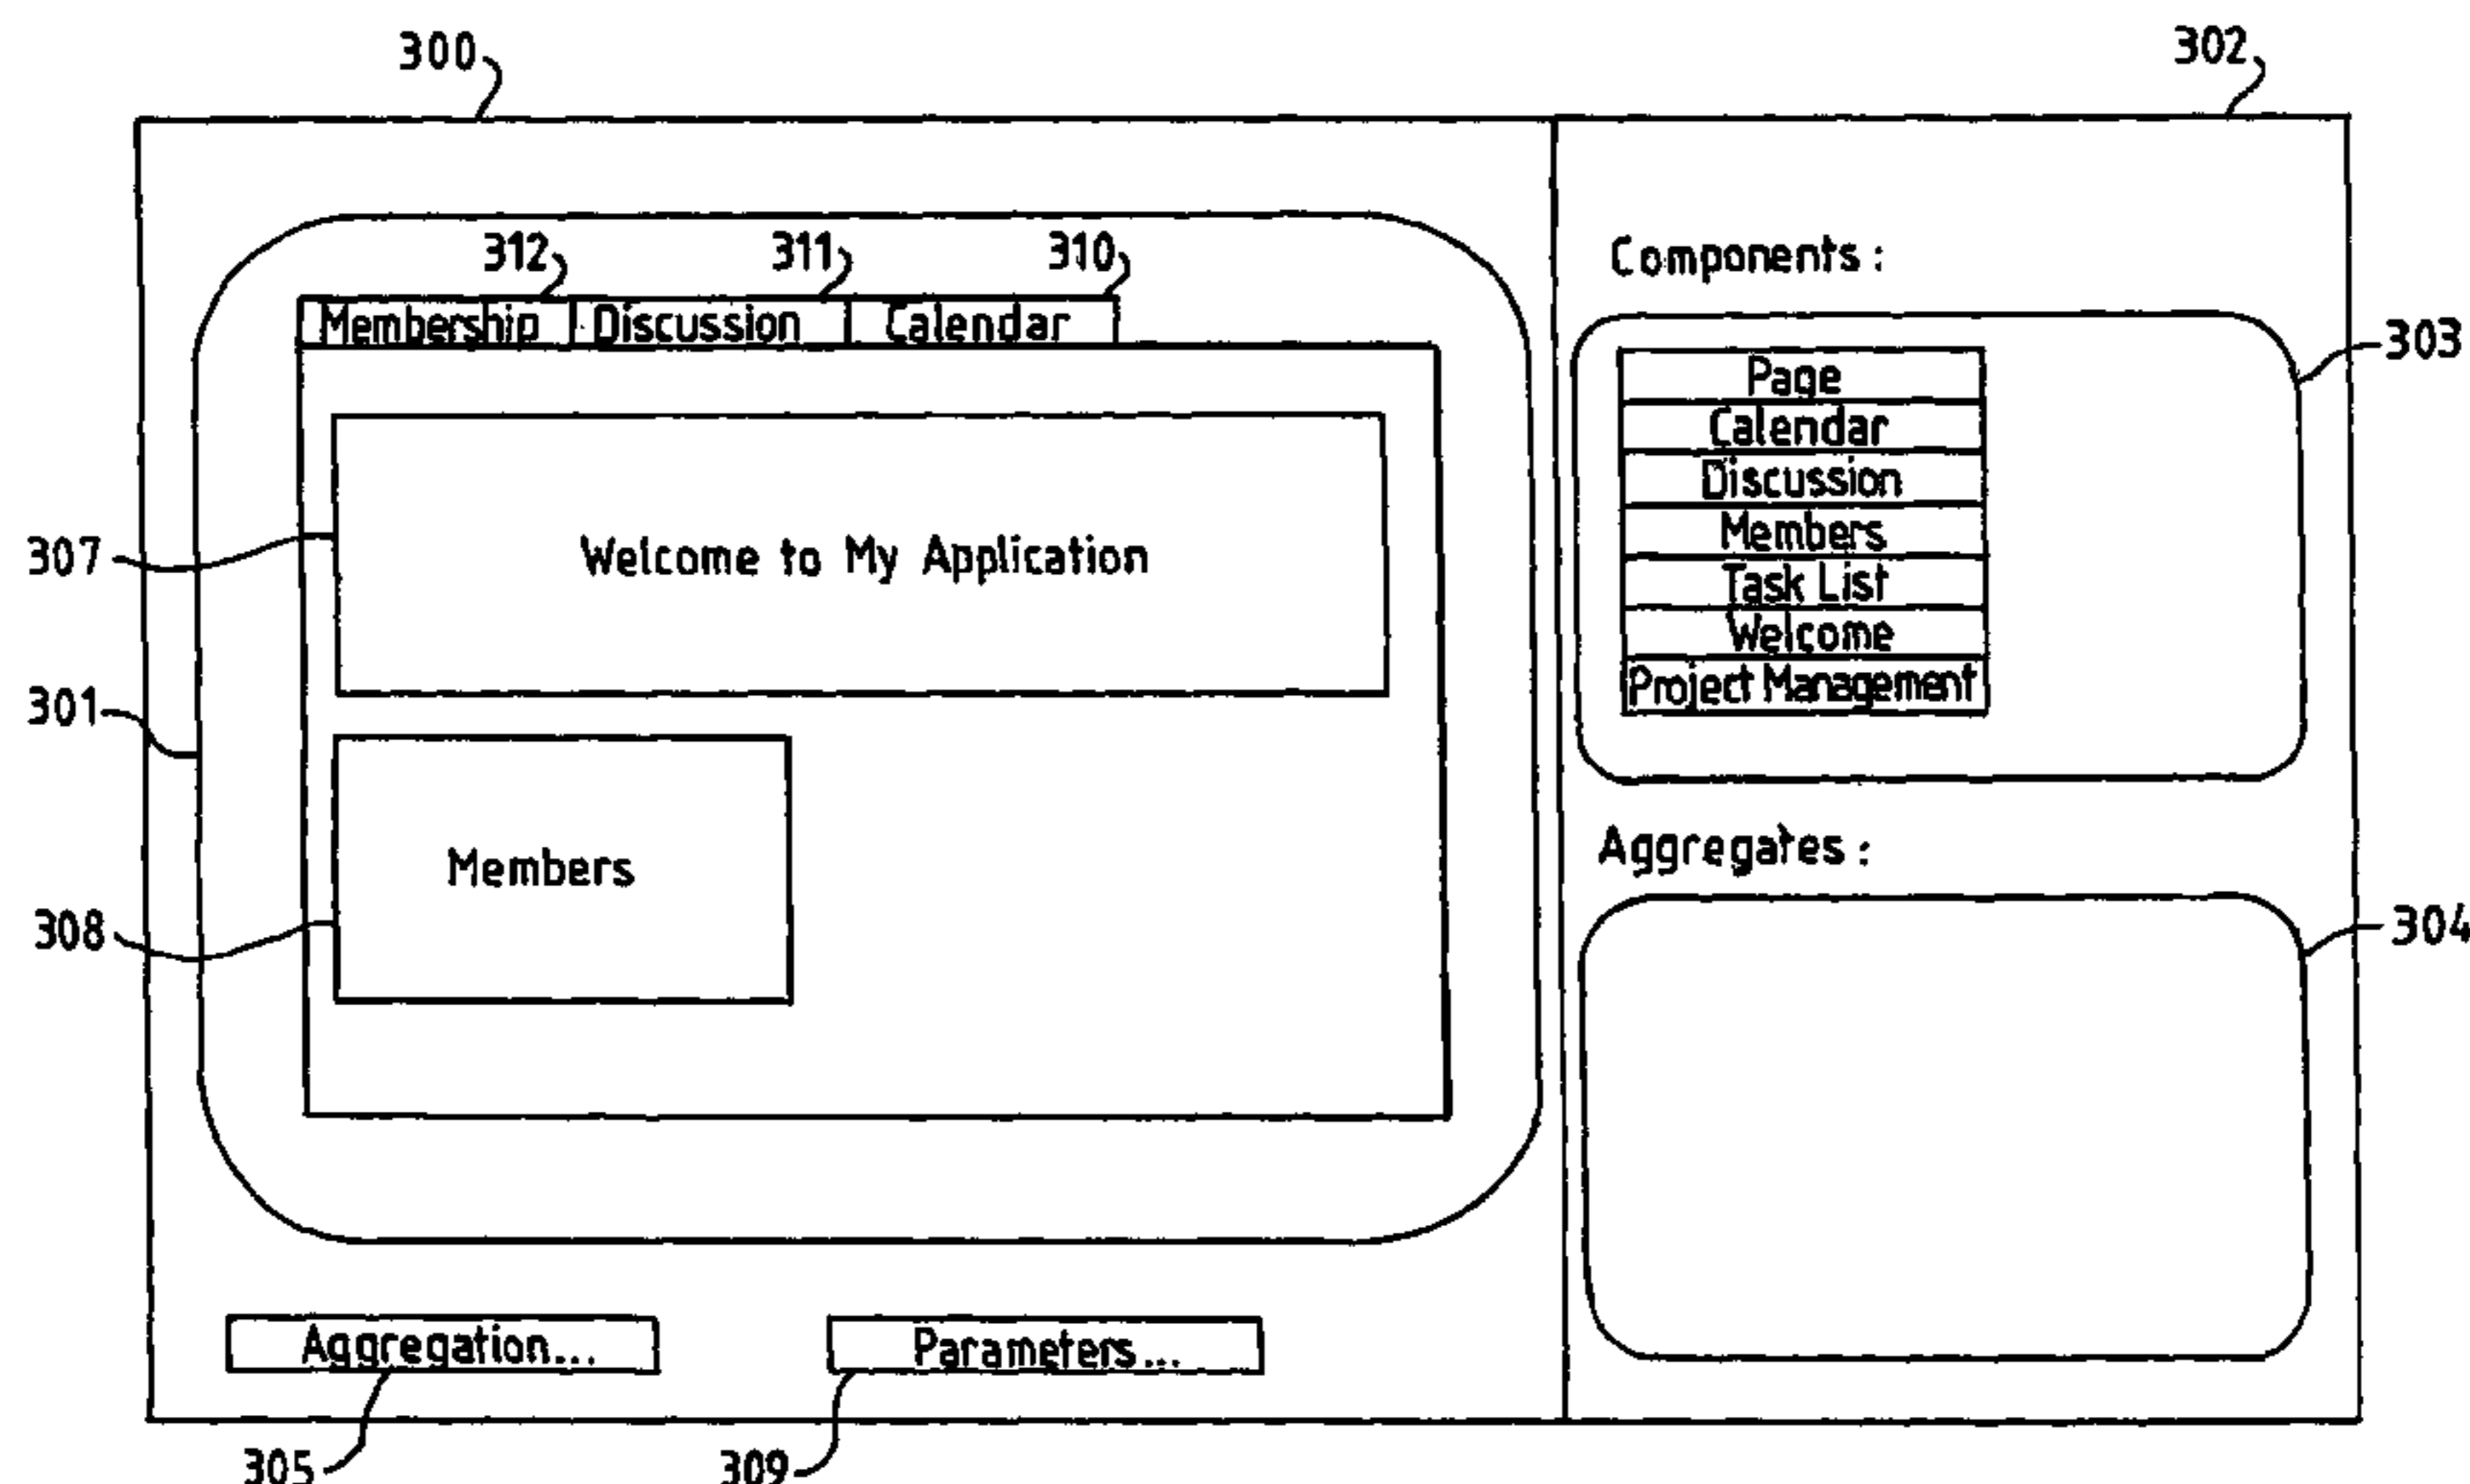 300
302
312
311
310
Membership
Discussion
Calendar
Components :
303
Page
Calendar
Discussion
Members
Task List
Welcome
Project Management
307
Welcome to My Application
301
Aggregates :
308
Members
304
Aggregation...
Parameters...
305
309